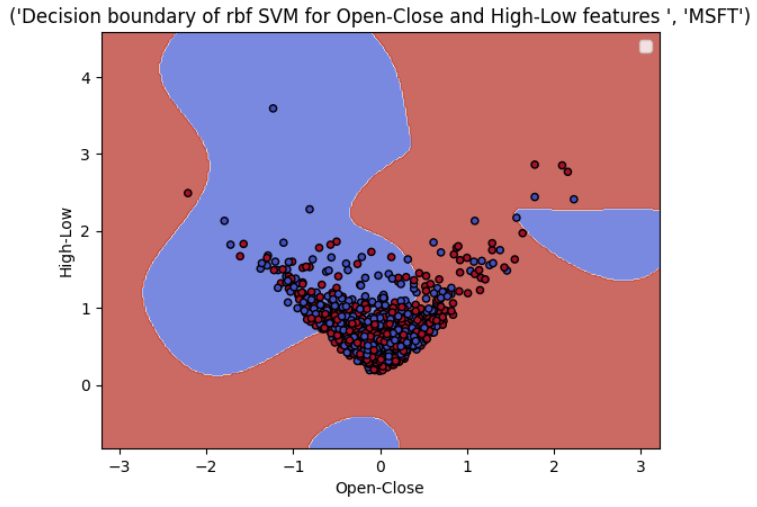 ('Decision boundary of rbf SVM for Open-Close and High-Low features ', 'MSFT')
4
3
2
1
0
High-Low
−3 −2 −1 0 1 2 3
Open-Close